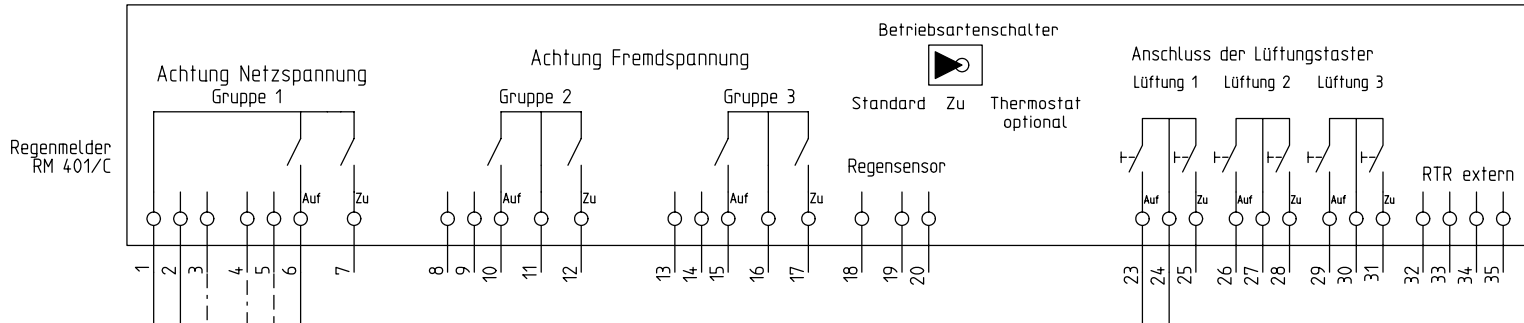 Betriebsartenschalter
Achtung Netzspannung
Achtung Fremdspannung
Anschluss der Lüftungstaster
Gruppe 1
Gruppe 2
Gruppe 3
Standard Zu Thermostat
optional
Lüftung 1 Lüftung 2 Lüftung 3
Regenmelder
RM 401/C
Regensensor
RTR extern
Auf Zu Auf Zu Auf Zu Auf Zu Auf Zu Auf Zu
1 2 3 4 5 6 7 8 9 10 11 12 13 14 15 16 17 18 19 20 23 24 25 26 27 28 29 30 31 32 33 34 35